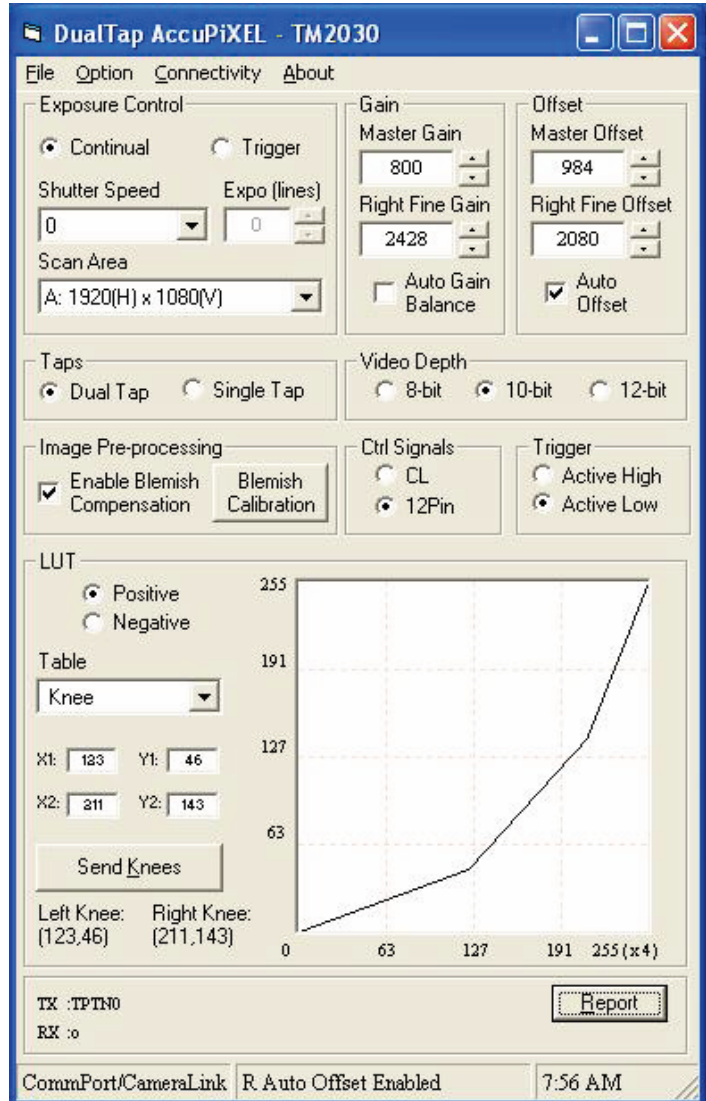 DualTap AccuPiXEL - TM2030
File Option Connectivity About
Exposure Control
Continual Trigger
Shutter Speed Expo (lines)
0 0
Scan Area
A: 1920(H) x 1080(V)
Gain
Master Gain
800
Right Fine Gain
2428
Auto Gain
Balance
Offset
Master Offset
984
Right Fine Offset
2080
Auto
Offset
Taps
Dual Tap Single Tap
Video Depth
8-bit 10-bit 12-bit
Image Pre-processing
Enable Blemish
Compensation
Blemish
Calibration
Ctrl Signals
CL
12Pin
Trigger
Active High
Active Low
LUT
Positive
Negative
Table
Knee
X1: 123 Y1: 46
X2: 211 Y2: 143
Send Knees
Left Knee: Right Knee:
(123,46) (211,143)
255
191
127
63
0 63 127 191 255(x4)
TX :TPTN0
RX :o
Report
CommPort/CameraLink R Auto Offset Enabled 7:56 AM